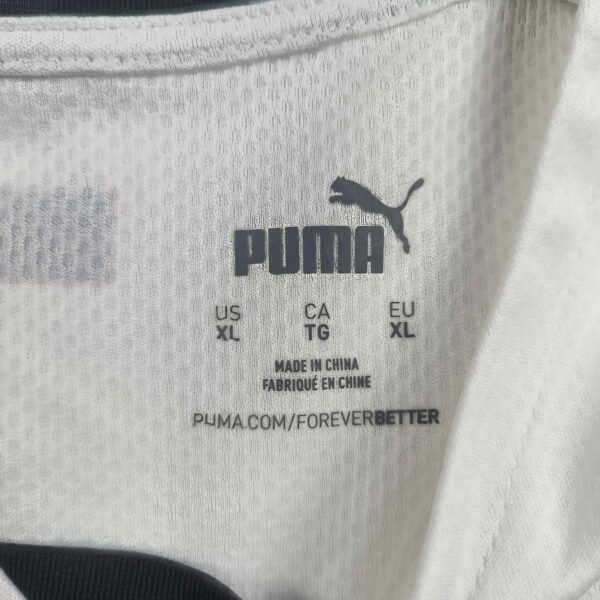 PUMA
US CA EU
XL TG XL
MADE IN CHINA
FABRIQUÉ EN CHINE
PUMA.COM/FOREVERBETTER